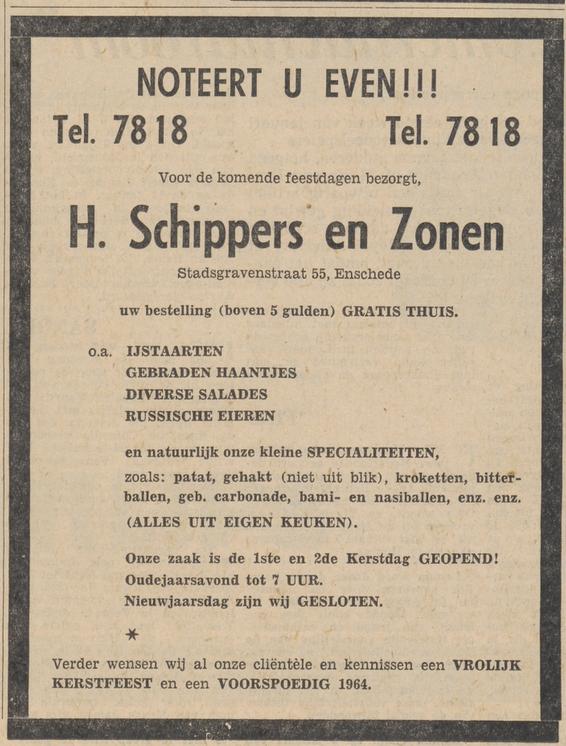 NOTEERT U EVEN!!!
Tel. 7818 Tel. 7818
Voor de komende feestdagen bezorgt,
H. Schippers en Zonen
Stadsgravenstraat 55, Enschede
uw bestelling (boven 5 gulden) GRATIS THUIS.
o.a. IJSTAARTEN
GEBRADEN HAANTJES
DIVERSE SALADES
RUSSISCHE EIEREN
en natuurlijk onze kleine SPECIALITEITEN,
zoals: patat, gehakt (niet uit blik), kroketten, bitter-
ballen, geb. carbonade, bami- en nasiballen, enz. enz.
(ALLES UIT EIGEN KEUKEN).
Onze zaak is de 1ste en 2de Kerstdag GEOPEND!
Oudejaarsavond tot 7 UUR.
Nieuwjaarsdag zijn wij GESLOTEN.
*
Verder wensen wij al onze cliëntèle en kennissen een VROLIJK
KERSTFEEST en een VOORSPOEDIG 1964.